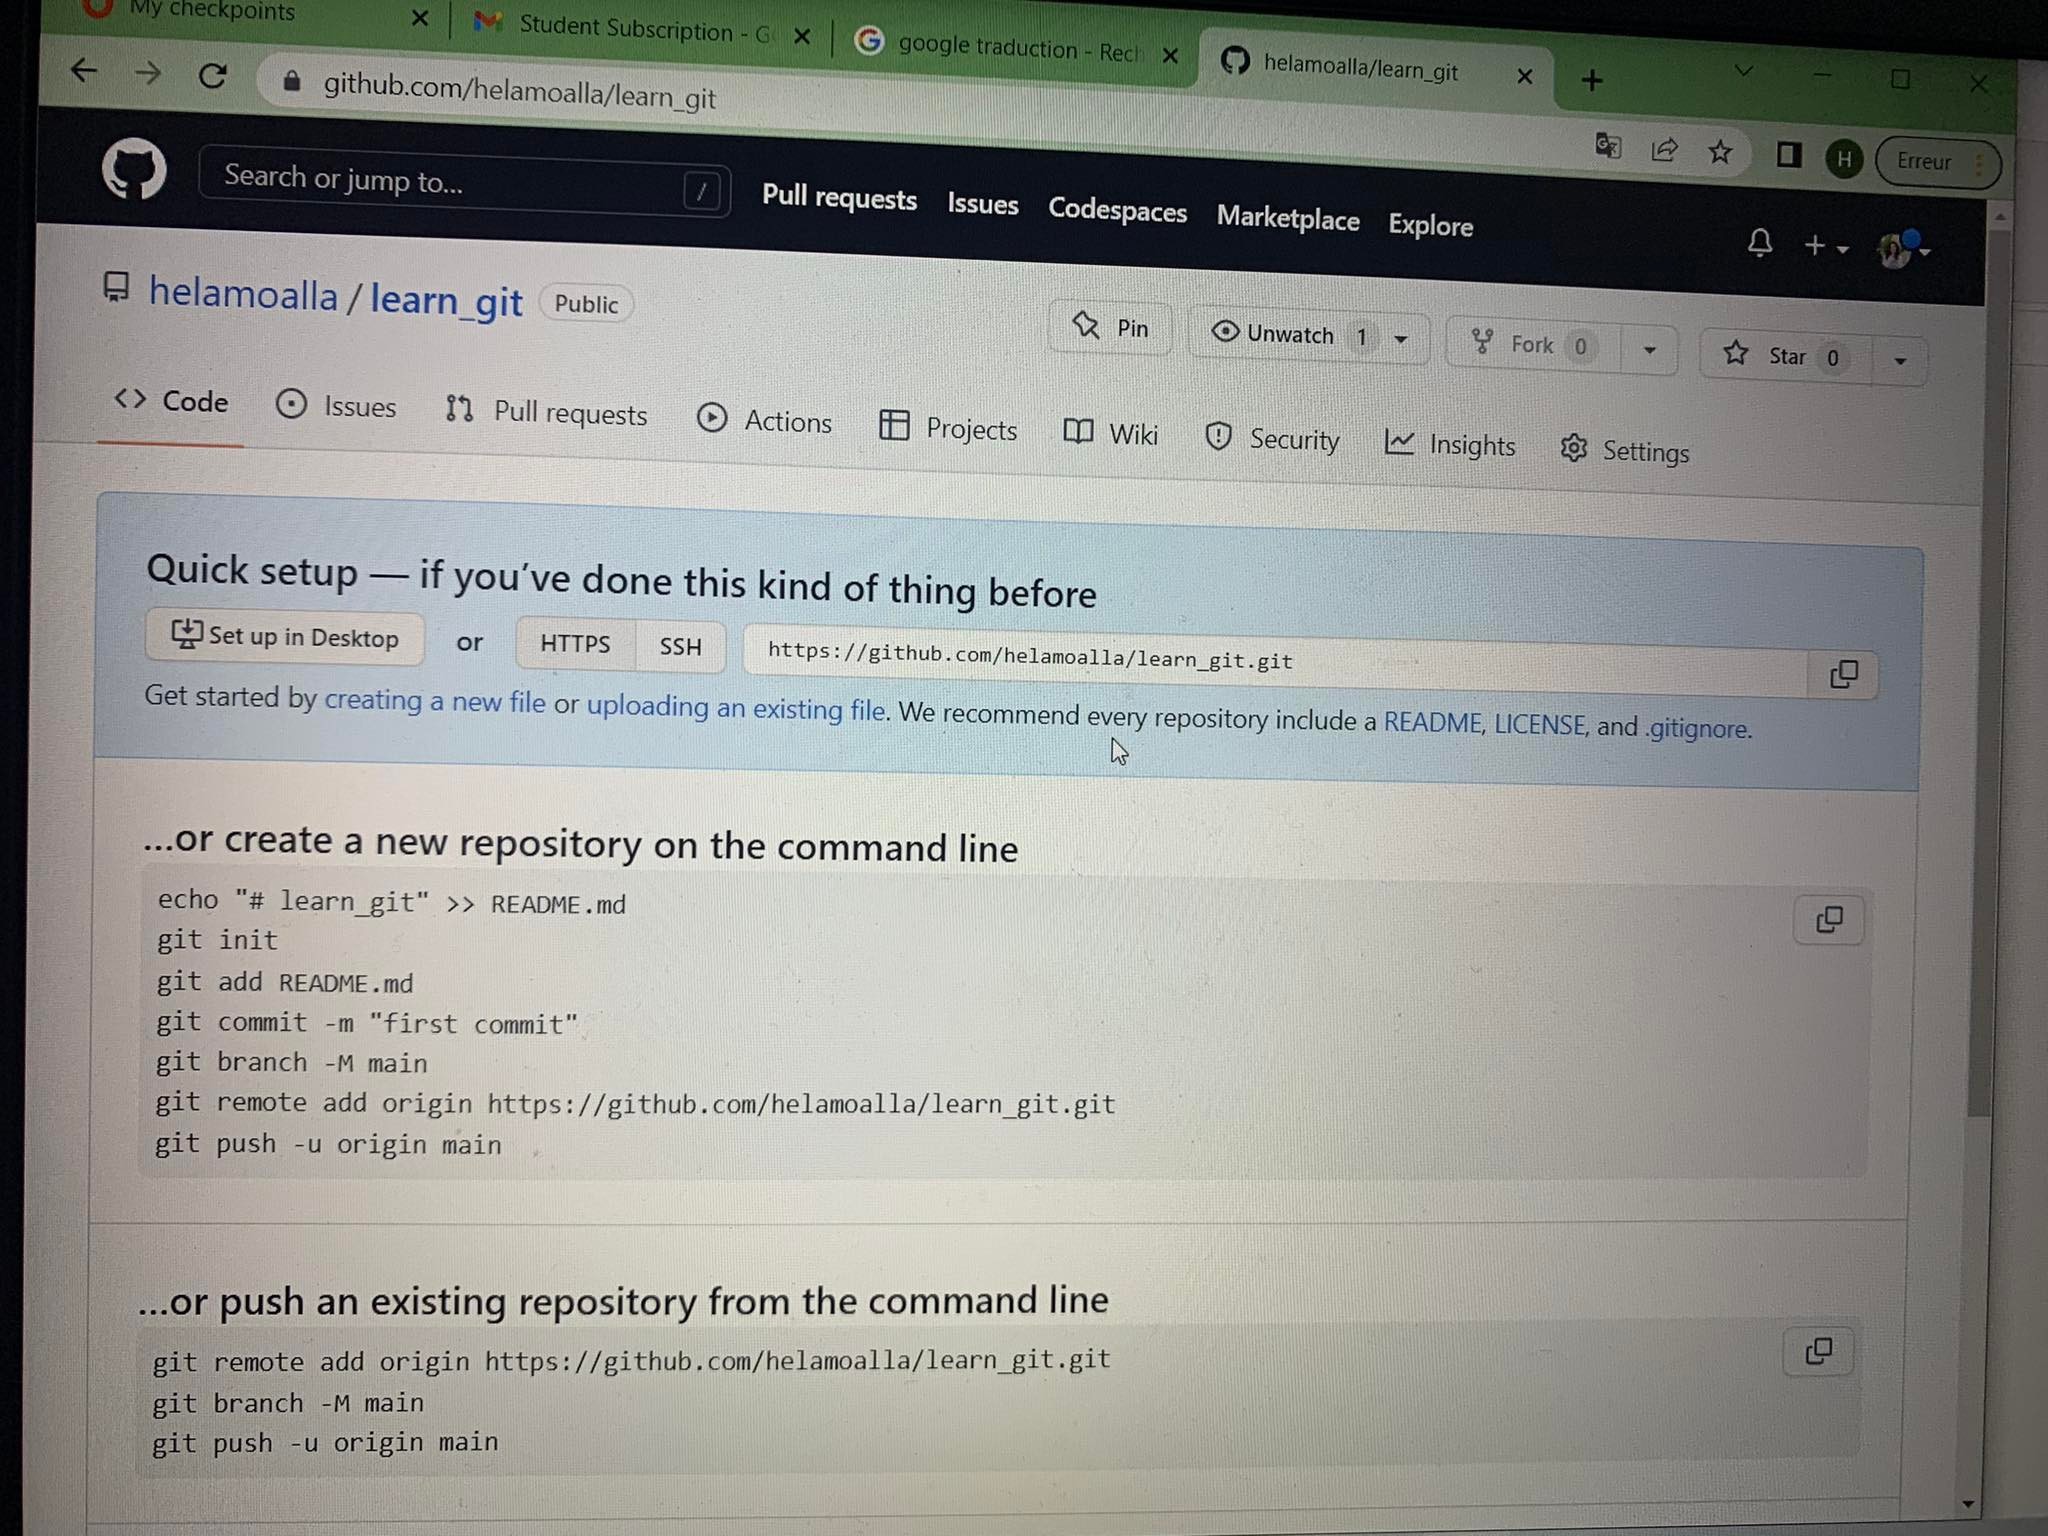 My checkpoints
Student Subscription - G
google traduction - Rech
helamoalla/learn_git
github.com/helamoalla/learn_git
H
Erreur
Search or jump to...
/
Pull requests
Issues
Codespaces
Marketplace
Explore
helamoalla / learn_git
Public
Pin
Unwatch 1
Fork 0
Star 0
Code
Issues
Pull requests
Actions
Projects
Wiki
Security
Insights
Settings
Quick setup — if you've done this kind of thing before
Set up in Desktop
or
HTTPS
SSH
https://github.com/helamoalla/learn_git.git
Get started by creating a new file or uploading an existing file. We recommend every repository include a README, LICENSE, and .gitignore.
...or create a new repository on the command line
echo "# learn_git" >> README.md
git init
git add README.md
git commit -m "first commit"
git branch -M main
git remote add origin https://github.com/helamoalla/learn_git.git
git push -u origin main
...or push an existing repository from the command line
git remote add origin https://github.com/helamoalla/learn_git.git
git branch -M main
git push -u origin main